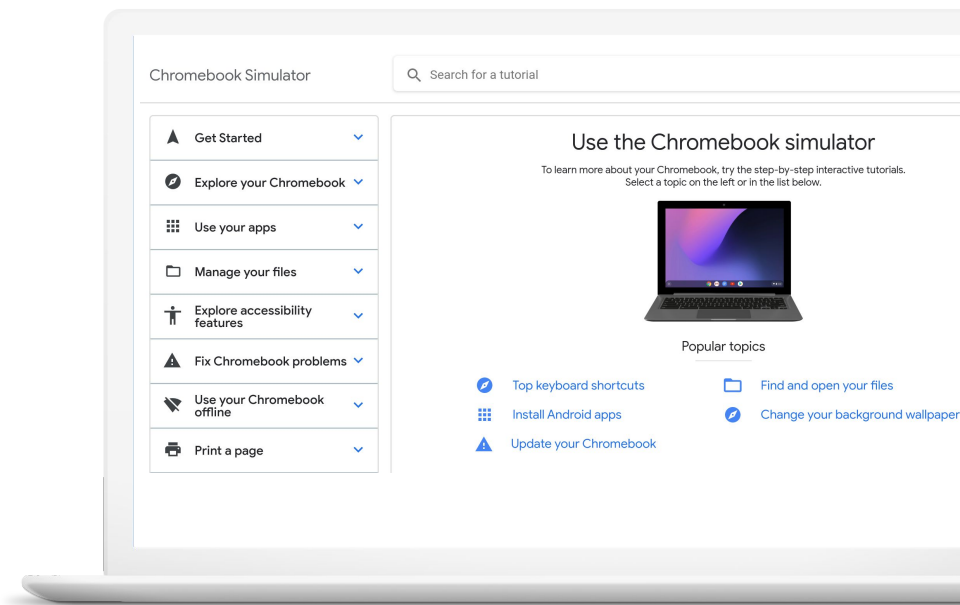 Chromebook Simulator
Search for a tutorial
Get Started
Explore your Chromebook
Use your apps
Manage your files
Explore accessibility
features
Fix Chromebook problems
Use your Chromebook
offline
Print a page
Use the Chromebook simulator
To learn more about your Chromebook, try the step-by-step interactive tutorials.
Select a topic on the left or in the list below.
Popular topics
Top keyboard shortcuts
Find and open your files
Install Android apps
Change your background wallpaper
Update your Chromebook